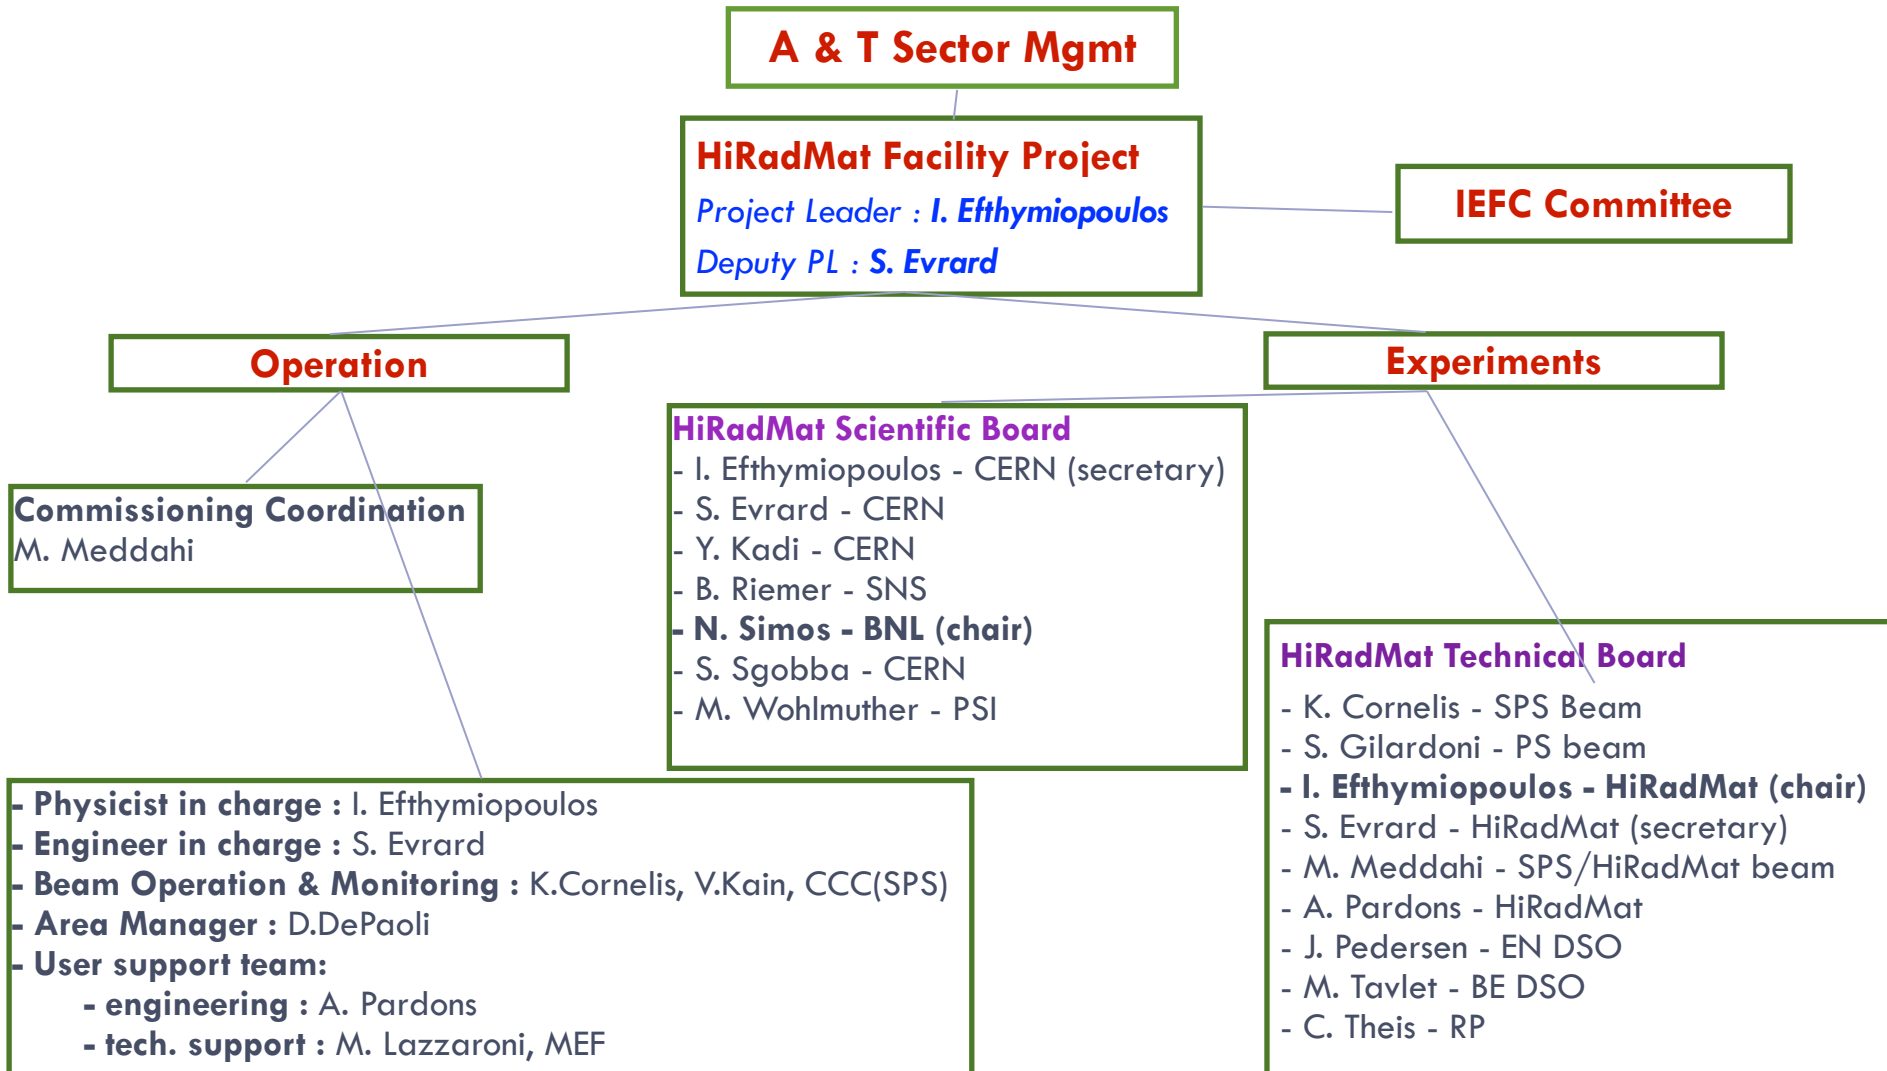 A & T Sector Mgmt
HiRadMat Facility Project
Project Leader : I. Efthymiopoulos
Deputy PL : S. Evrard
IEFC Committee
Operation
Experiments
Commissioning Coordination
M. Meddahi
HiRadMat Scientific Board
- I. Efthymiopoulos - CERN (secretary)
- S. Evrard - CERN
- Y. Kadi - CERN
- B. Riemer - SNS
- N. Simos - BNL (chair)
- S. Sgobba - CERN
- M. Wohlmuther - PSI
HiRadMat Technical Board
- K. Cornelis - SPS Beam
- S. Gilardoni - PS beam
- I. Efthymiopoulos - HiRadMat (chair)
- S. Evrard - HiRadMat (secretary)
- M. Meddahi - SPS/HiRadMat beam
- A. Pardons - HiRadMat
- J. Pedersen - EN DSO
- M. Tavlet - BE DSO
- C. Theis - RP
- Physicist in charge : I. Efthymiopoulos
- Engineer in charge : S. Evrard
- Beam Operation & Monitoring : K.Cornelis, V.Kain, CCC(SPS)
- Area Manager : D.DePaoli
- User support team:
- engineering : A. Pardons
- tech. support : M. Lazzaroni, MEF